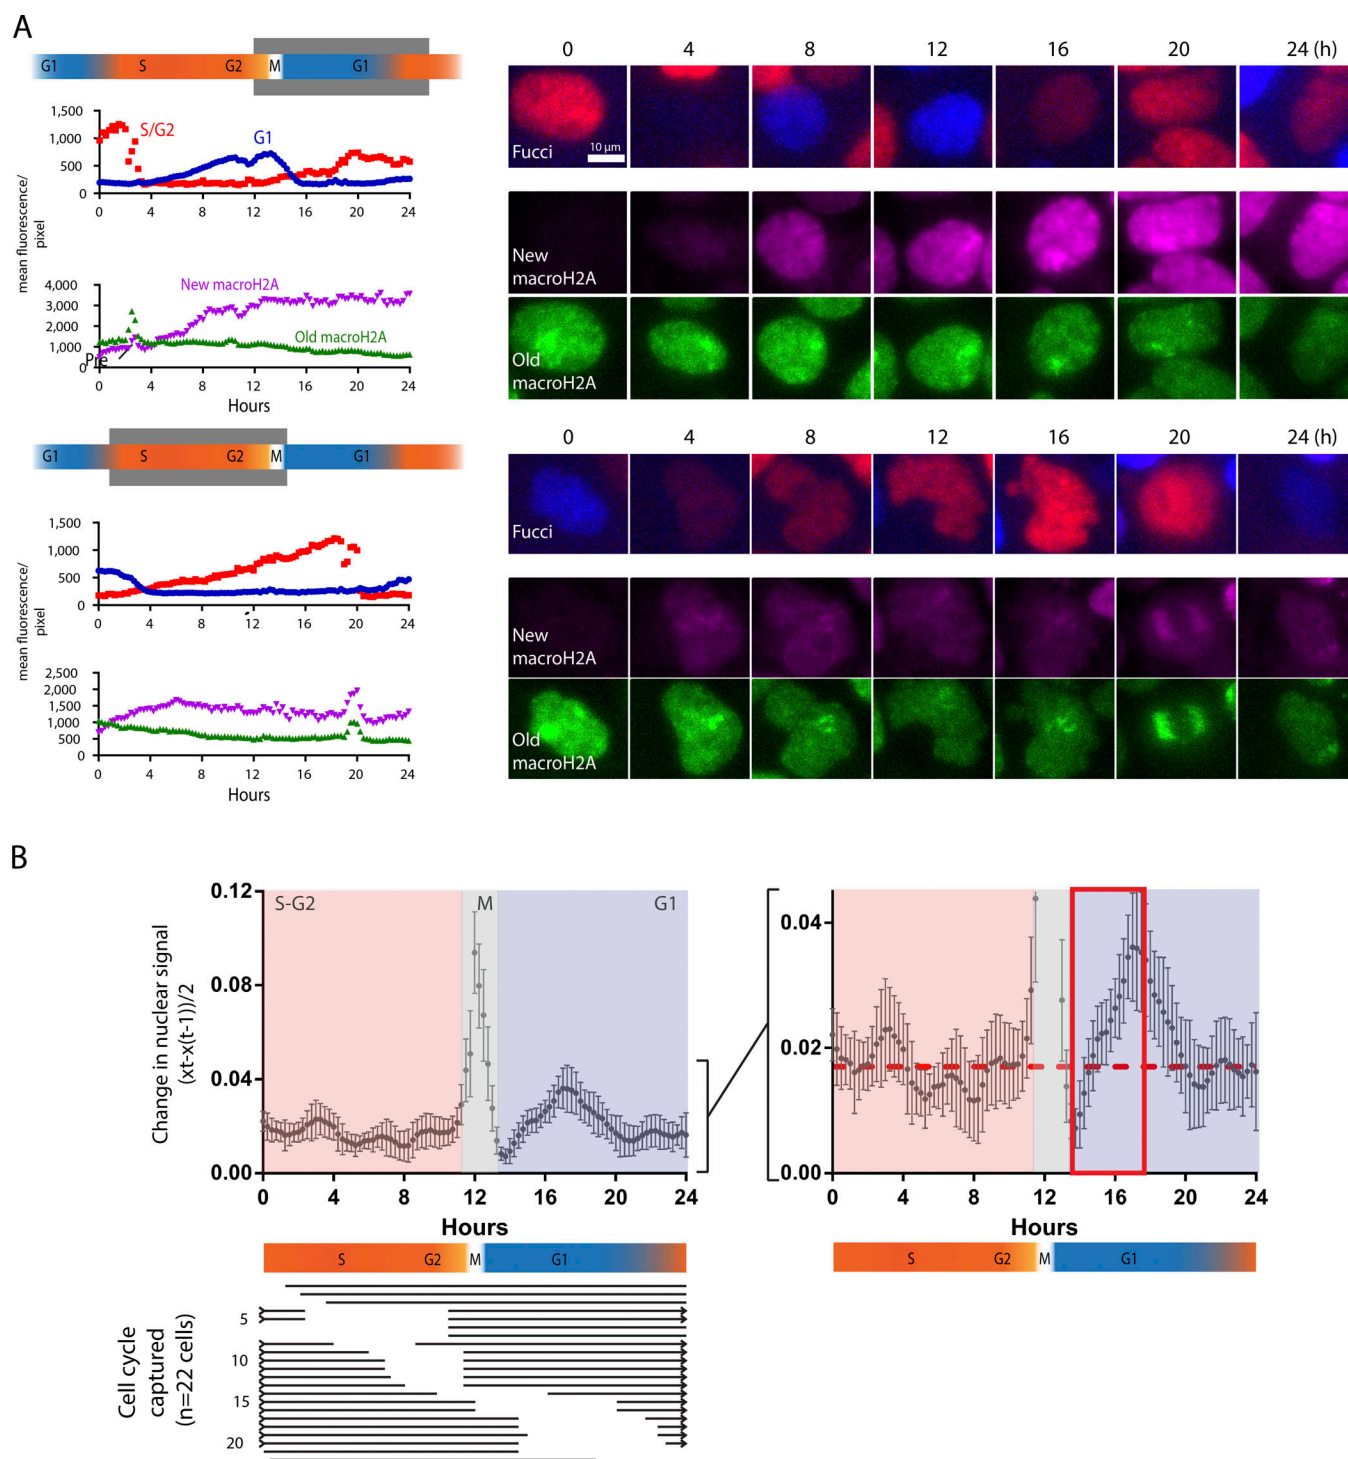 A
G1 S G2 M G1
1,500
1,000
500
0
S/G2
G1
0 4 8 12 16 20 24
mean fluorescence/
pixel
4,000
3,000
2,000
1,000
0
New macroH2A
Old macroH2A
Pre
0 4 8 12 16 20 24
Hours
0 4 8 12 16 20 24 (h)
Fucci
10 µm
New
macroH2A
Old
macroH2A
G1 S G2 M G1
1,500
1,000
500
0
0 4 8 12 16 20 24
mean fluorescence/
pixel
2,500
2,000
1,500
1,000
500
0
0 4 8 12 16 20 24
Hours
0 4 8 12 16 20 24 (h)
Fucci
New
macroH2A
Old
macroH2A
B
Change in nuclear signal
(xt-x(t-1))/2
0.12
0.08
0.04
0.00
S-G2 M G1
0 4 8 12 16 20 24
Hours
S G2 M G1
0.04
0.02
0.00
0 4 8 12 16 20 24
Hours
S G2 M G1
Cell cycle
captured
(n=22 cells)
5
10
15
20